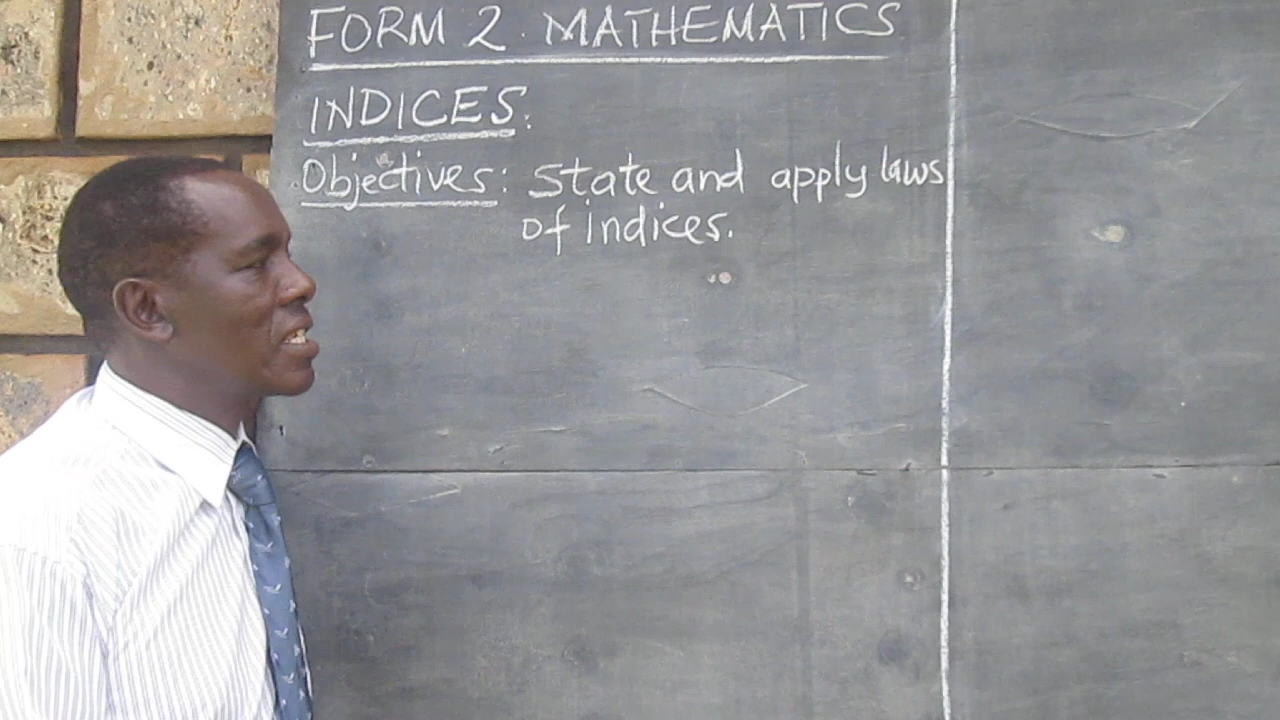 FORM 2. MATHEMATICS
INDICES:
Objectives: State and apply laws
of indices.